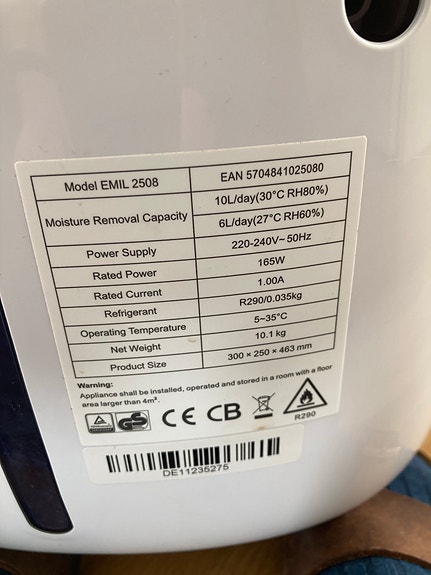 Model EMIL 2508 EAN 5704841025080
Moisture Removal Capacity 10L/day(30°C RH80%)
6L/day(27°C RH60%)
Power Supply 220-240V~ 50Hz
Rated Power 165W
Rated Current 1.00A
Refrigerant R290/0.035kg
Operating Temperature 5~35°C
Net Weight 10.1 kg
Product Size 300 × 250 × 463 mm
Warning:
Appliance shall be installed, operated and stored in a room with a floor
area larger than 4m².
GS CE CB R290
DE11235275